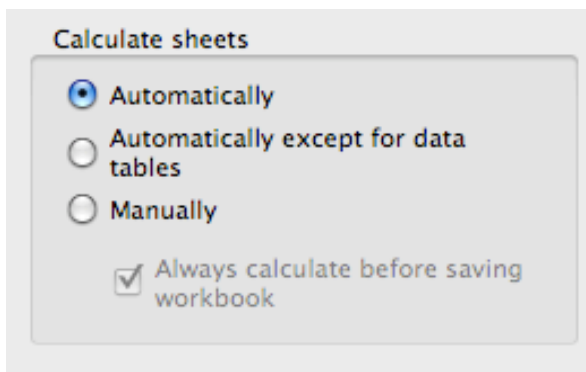 Calculate sheets
Automatically
Automatically except for data
tables
Manually
Always calculate before saving
workbook